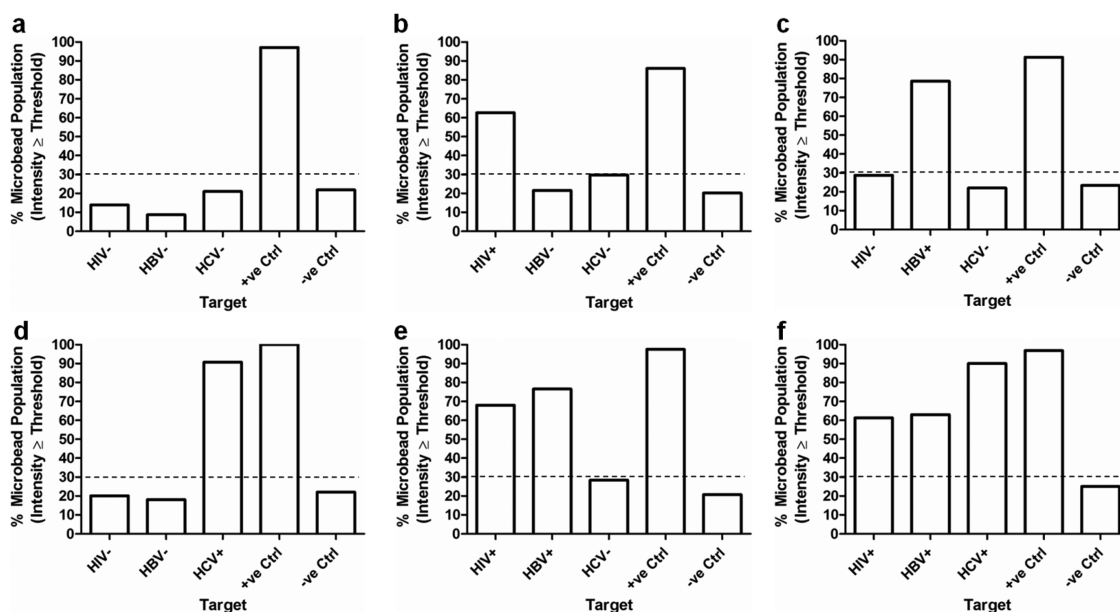 a
% Microbead Population
(Intensity ≥ Threshold)
100
90
80
70
60
50
40
30
20
10
0
HIV-
HBV-
HCV-
+ve Ctrl
-ve Ctrl
Target
b
% Microbead Population
(Intensity ≥ Threshold)
100
90
80
70
60
50
40
30
20
10
0
HIV+
HBV-
HCV-
+ve Ctrl
-ve Ctrl
Target
c
% Microbead Population
(Intensity ≥ Threshold)
100
90
80
70
60
50
40
30
20
10
0
HIV-
HBV+
HCV-
+ve Ctrl
-ve Ctrl
Target
d
% Microbead Population
(Intensity ≥ Threshold)
100
90
80
70
60
50
40
30
20
10
0
HIV-
HBV-
HCV+
+ve Ctrl
-ve Ctrl
Target
e
% Microbead Population
(Intensity ≥ Threshold)
100
90
80
70
60
50
40
30
20
10
0
HIV+
HBV+
HCV-
+ve Ctrl
-ve Ctrl
Target
f
% Microbead Population
(Intensity ≥ Threshold)
100
90
80
70
60
50
40
30
20
10
0
HIV+
HBV+
HCV+
+ve Ctrl
-ve Ctrl
Target